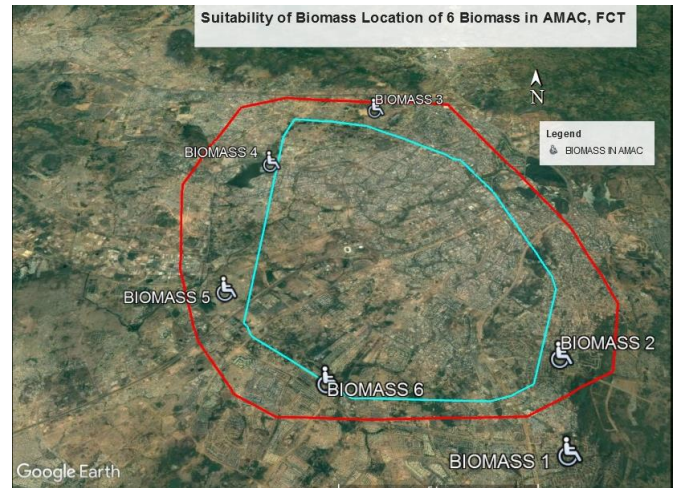 Suitability of Biomass Location of 6 Biomass in AMAC, FCT
BIOMASS 3
N
Legend
BIOMASS IN AMAC
BIOMASS 4
BIOMASS 5
BIOMASS 2
BIOMASS 6
BIOMASS 1
Google Earth